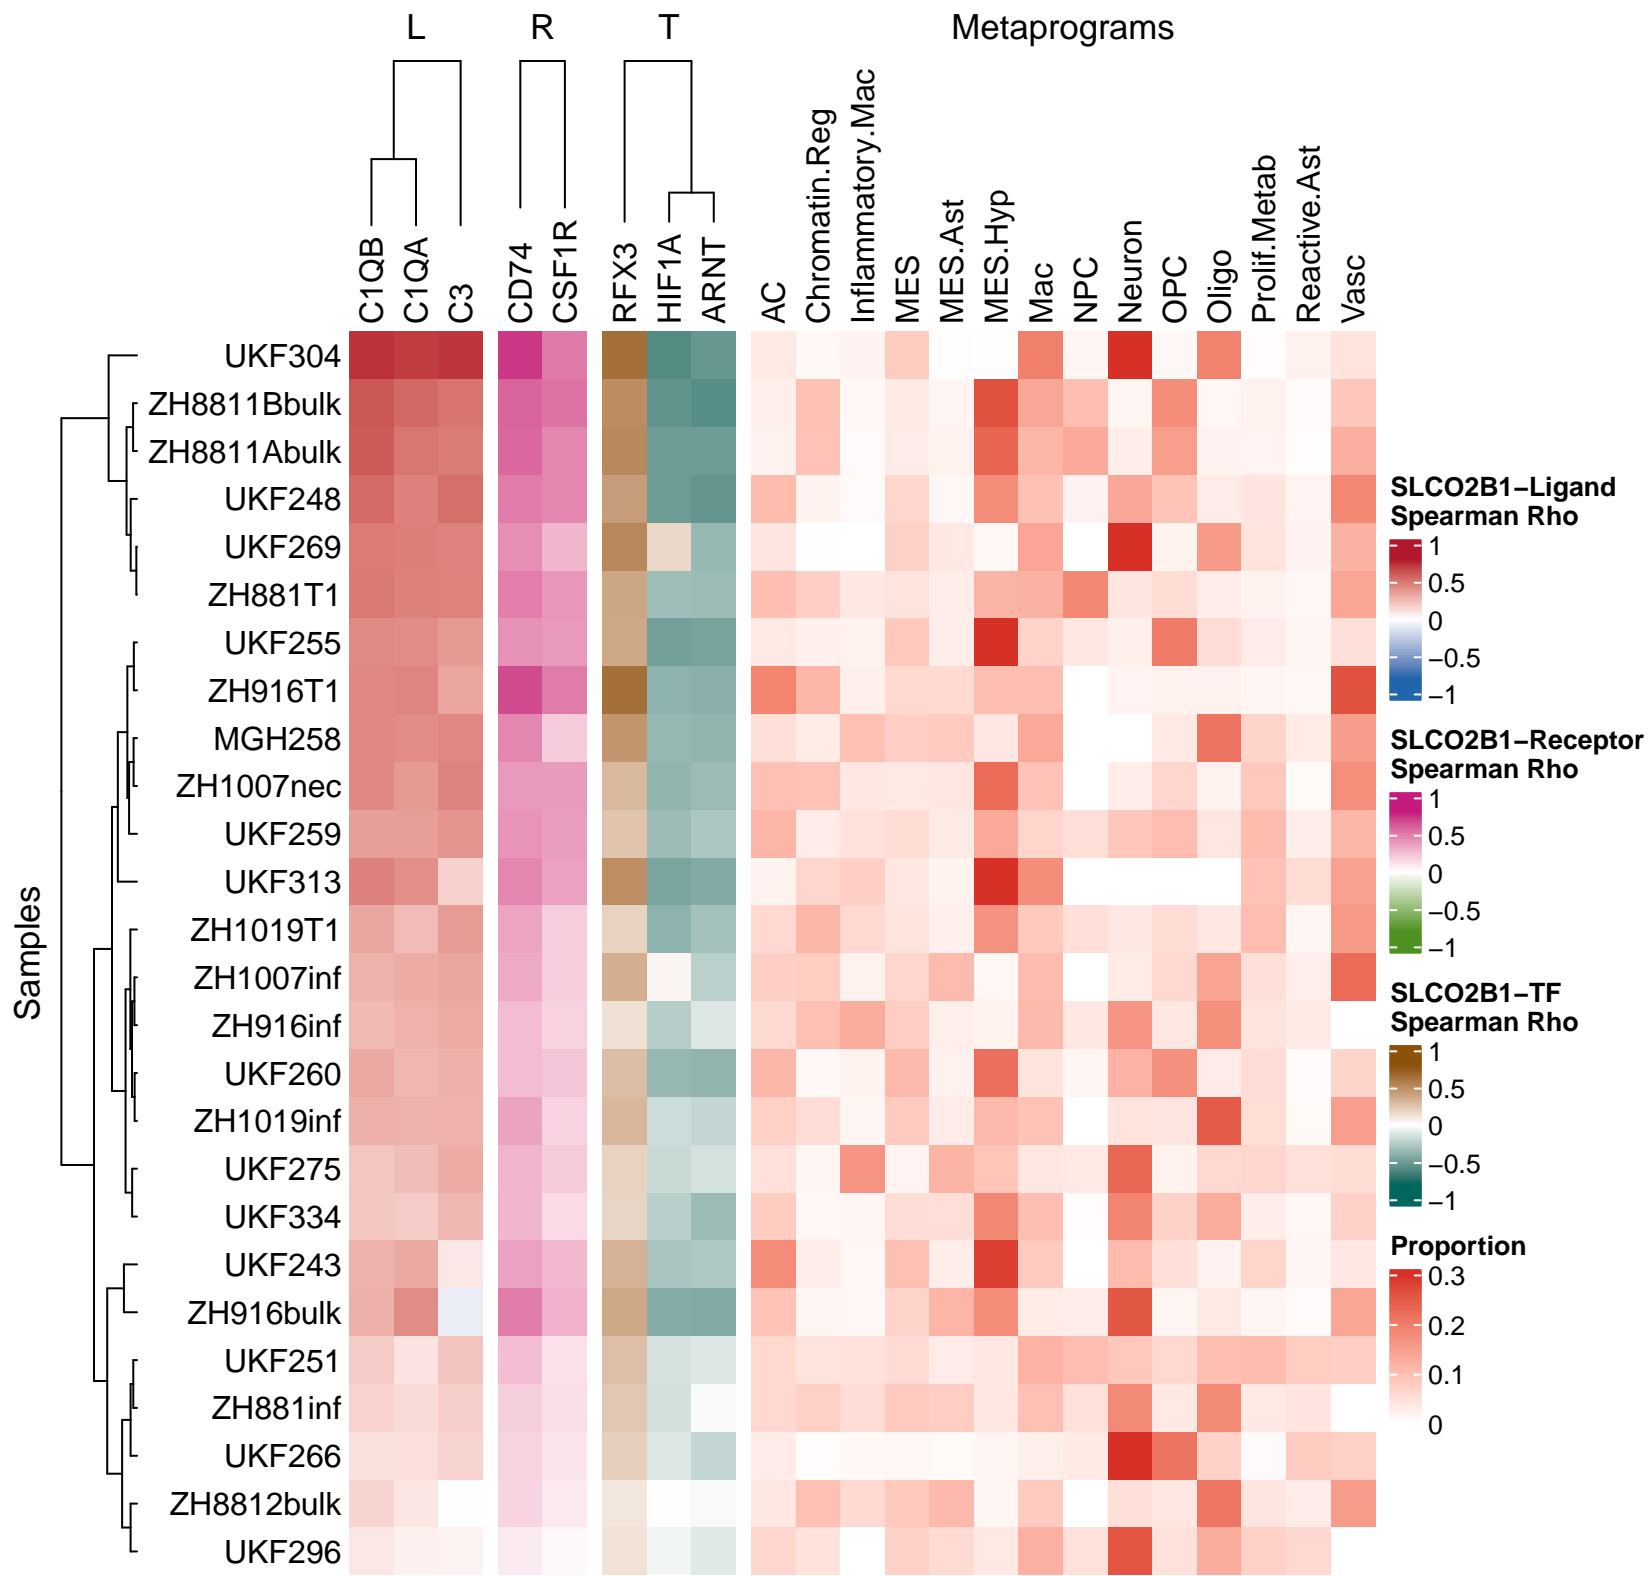 L R T Metaprograms
C1QB C1QA C3 CD74 CSF1R RFX3 HIF1A ARNT AC Chromatin.Reg Inflammatory.Mac MES MES.Ast MES.Hyp Mac NPC Neuron OPC Oligo Prolif.Metab Reactive.Ast Vasc
Samples
UKF304
ZH8811Bbulk
ZH8811Abulk
UKF248
UKF269
ZH881T1
UKF255
ZH916T1
MGH258
ZH1007nec
UKF259
UKF313
ZH1019T1
ZH1007inf
ZH916inf
UKF260
ZH1019inf
UKF275
UKF334
UKF243
ZH916bulk
UKF251
ZH881inf
UKF266
ZH8812bulk
UKF296
SLCO2B1−Ligand
Spearman Rho
1
0.5
0
−0.5
−1
SLCO2B1−Receptor
Spearman Rho
1
0.5
0
−0.5
−1
SLCO2B1−TF
Spearman Rho
1
0.5
0
−0.5
−1
Proportion
0.3
0.2
0.1
0